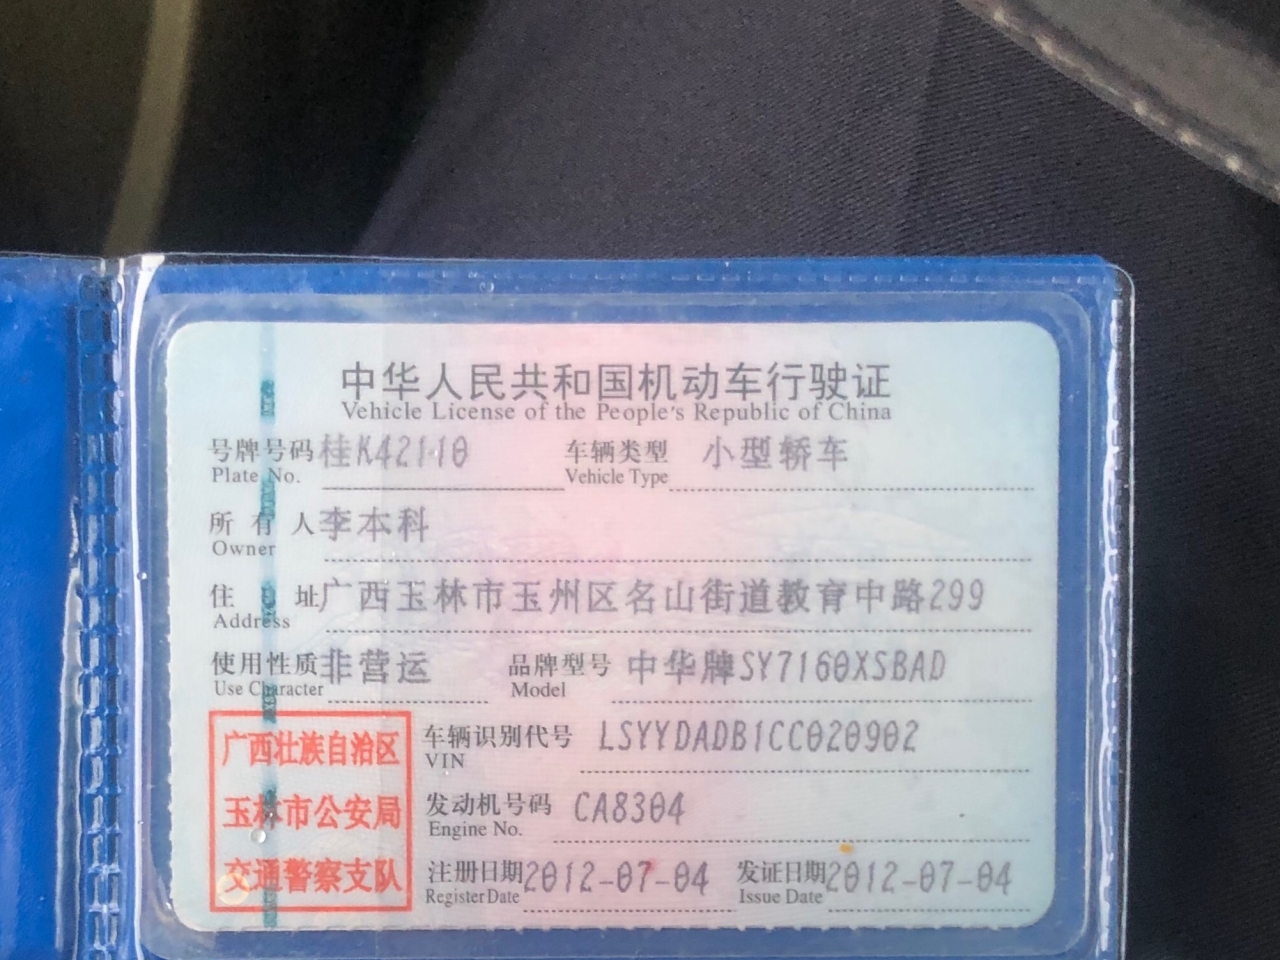 中华人民共和国机动车行驶证
Vehicle License of the People's Republic of China
号牌号码 桂K42110 车辆类型 小型轿车
Plate No. Vehicle Type
所有人 李本科
Owner
住址 广西玉林市玉州区名山街道教育中路299
Address
使用性质 非营运 品牌型号 中华牌SY7160XSBAD
Use Character Model
广西壮族自治区
玉林市公安局
交通警察支队
车辆识别代号 LSYYDADB1CC020902
VIN
发动机号码 CA8304
Engine No.
注册日期 2012-07-04 发证日期 2012-07-04
Register Date Issue Date